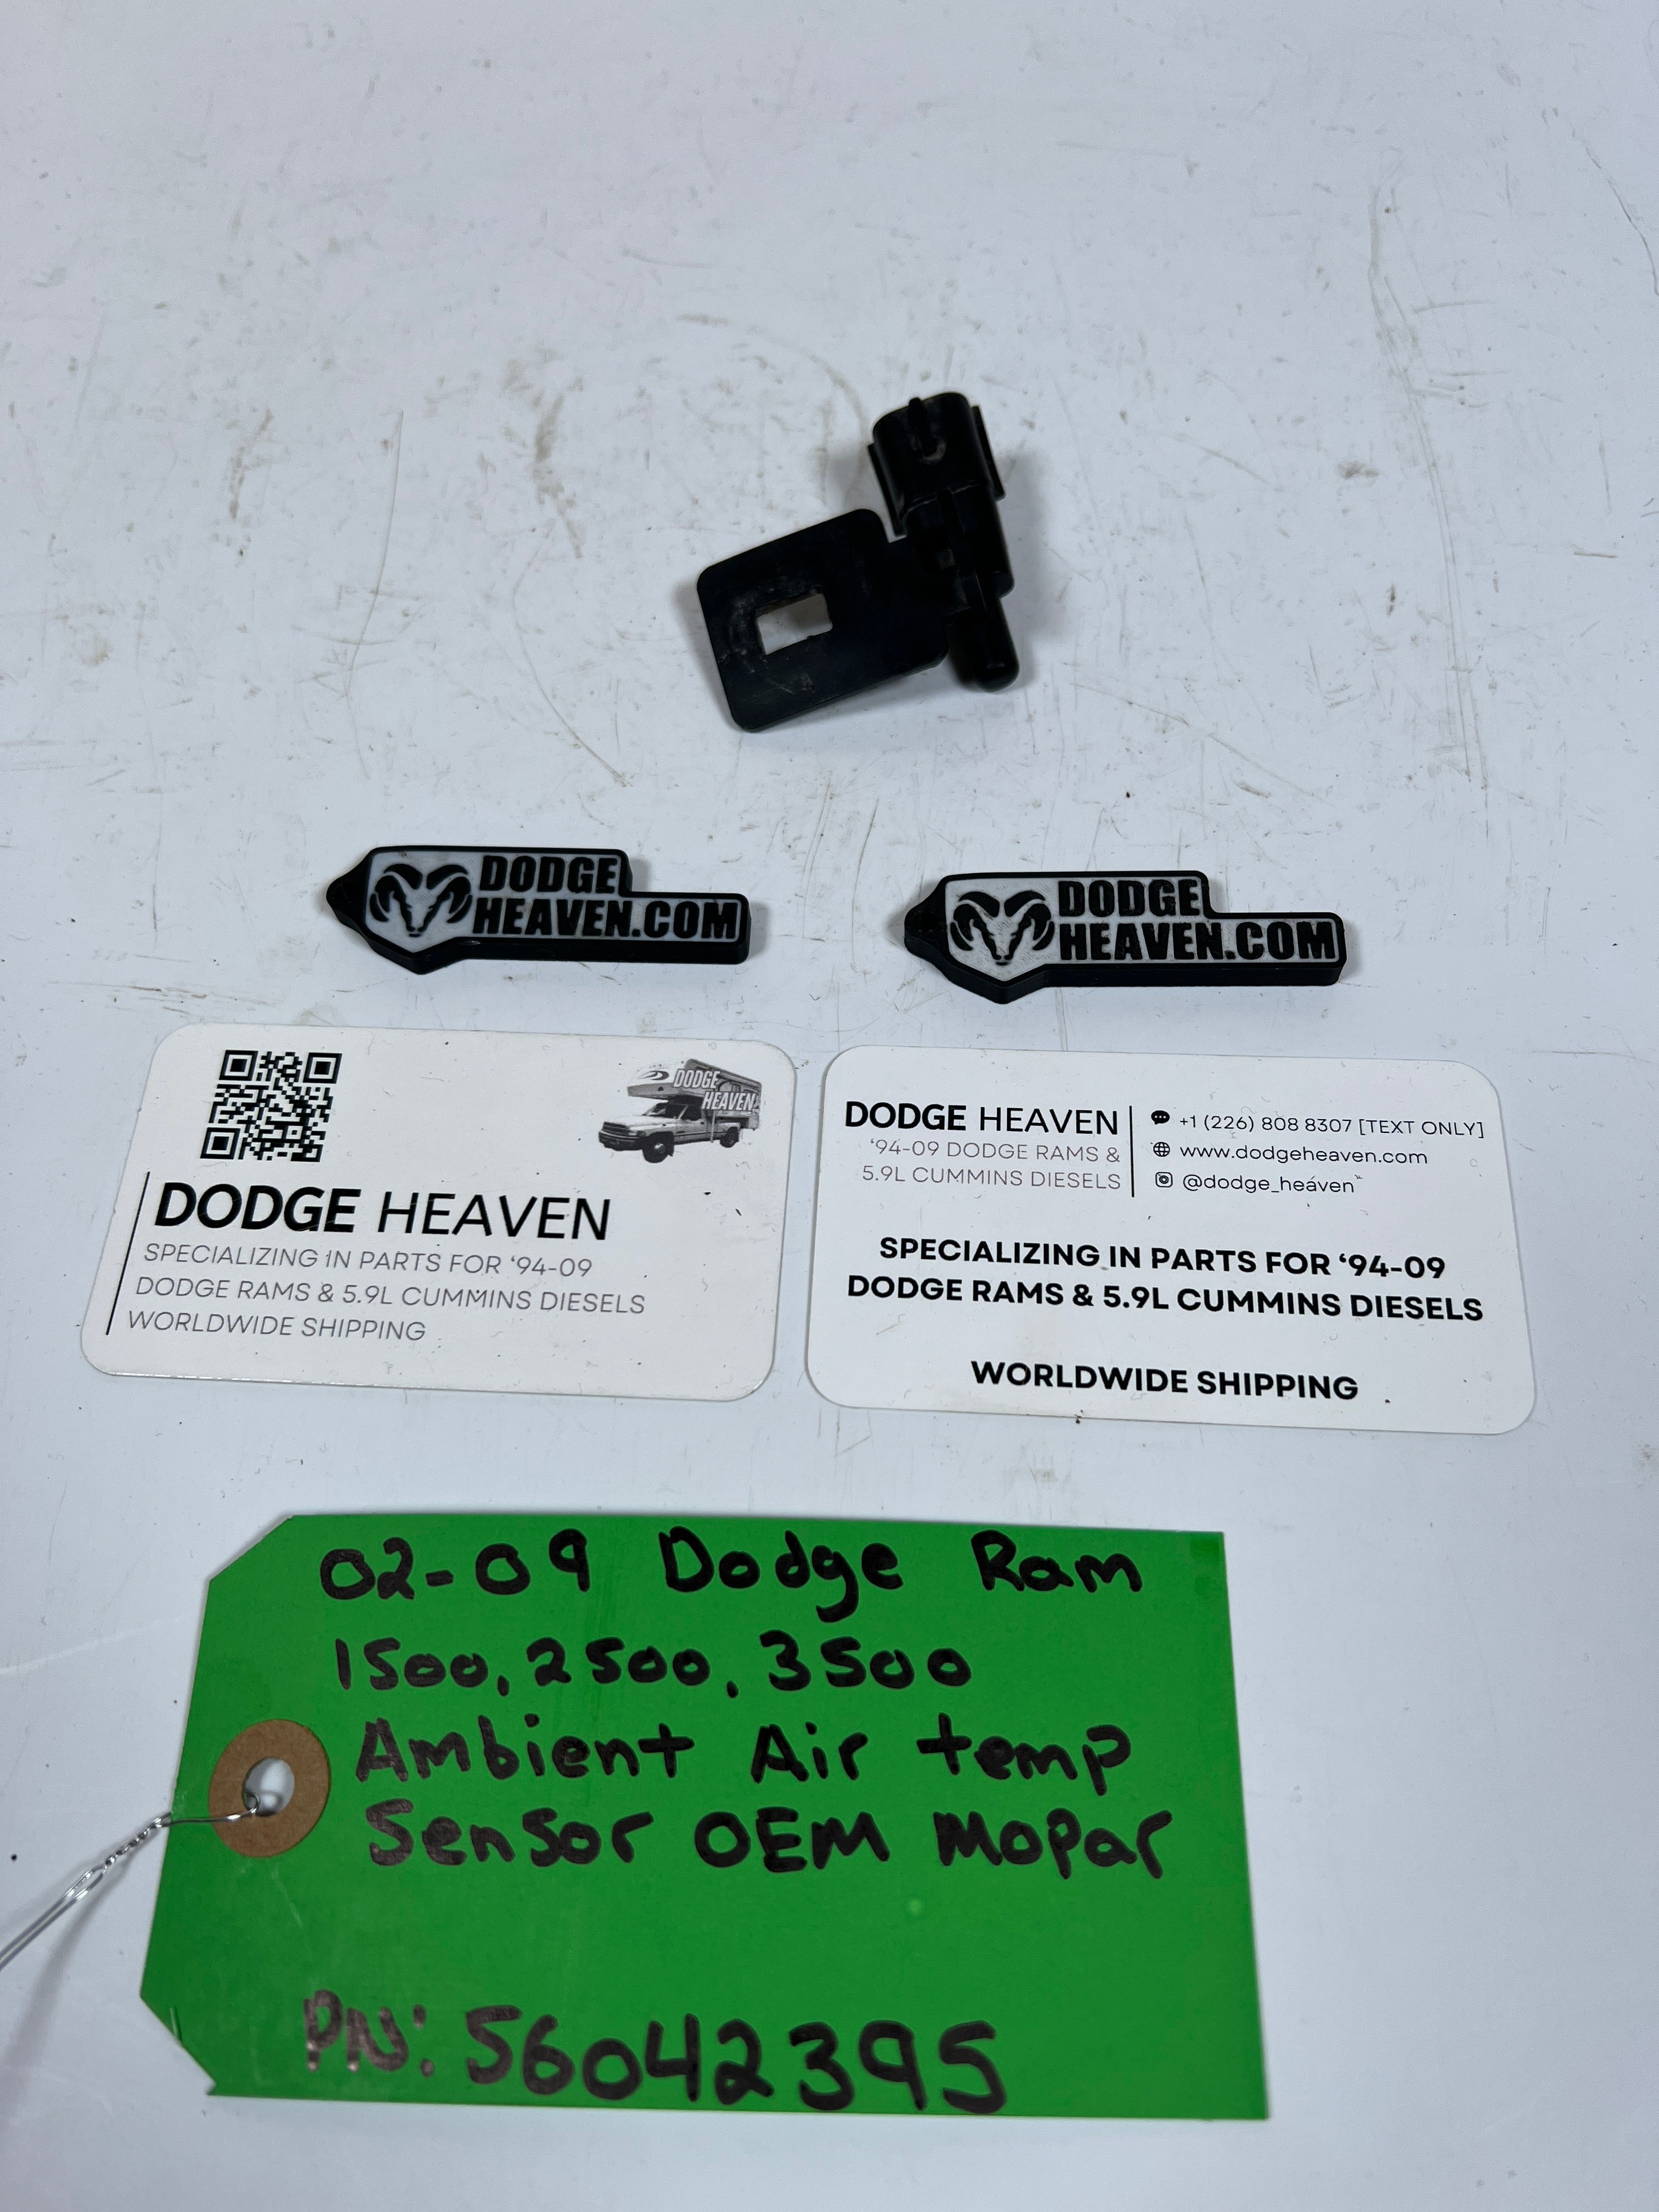 DODGE
HEAVEN.COM
DODGE
HEAVEN.COM
DODGE
HEAVEN
DODGE HEAVEN
SPECIALIZING IN PARTS FOR ‘94-09
DODGE RAMS & 5.9L CUMMINS DIESELS
WORLDWIDE SHIPPING
DODGE HEAVEN
‘94-09 DODGE RAMS &
5.9L CUMMINS DIESELS
+1 (226) 808 8307 [TEXT ONLY]
www.dodgeheaven.com
@dodge_heaven
SPECIALIZING IN PARTS FOR ‘94-09
DODGE RAMS & 5.9L CUMMINS DIESELS
WORLDWIDE SHIPPING
02-09 Dodge Ram
1500, 2500, 3500
Ambient Air temp
Sensor OEM Mopar
PN: 56042395